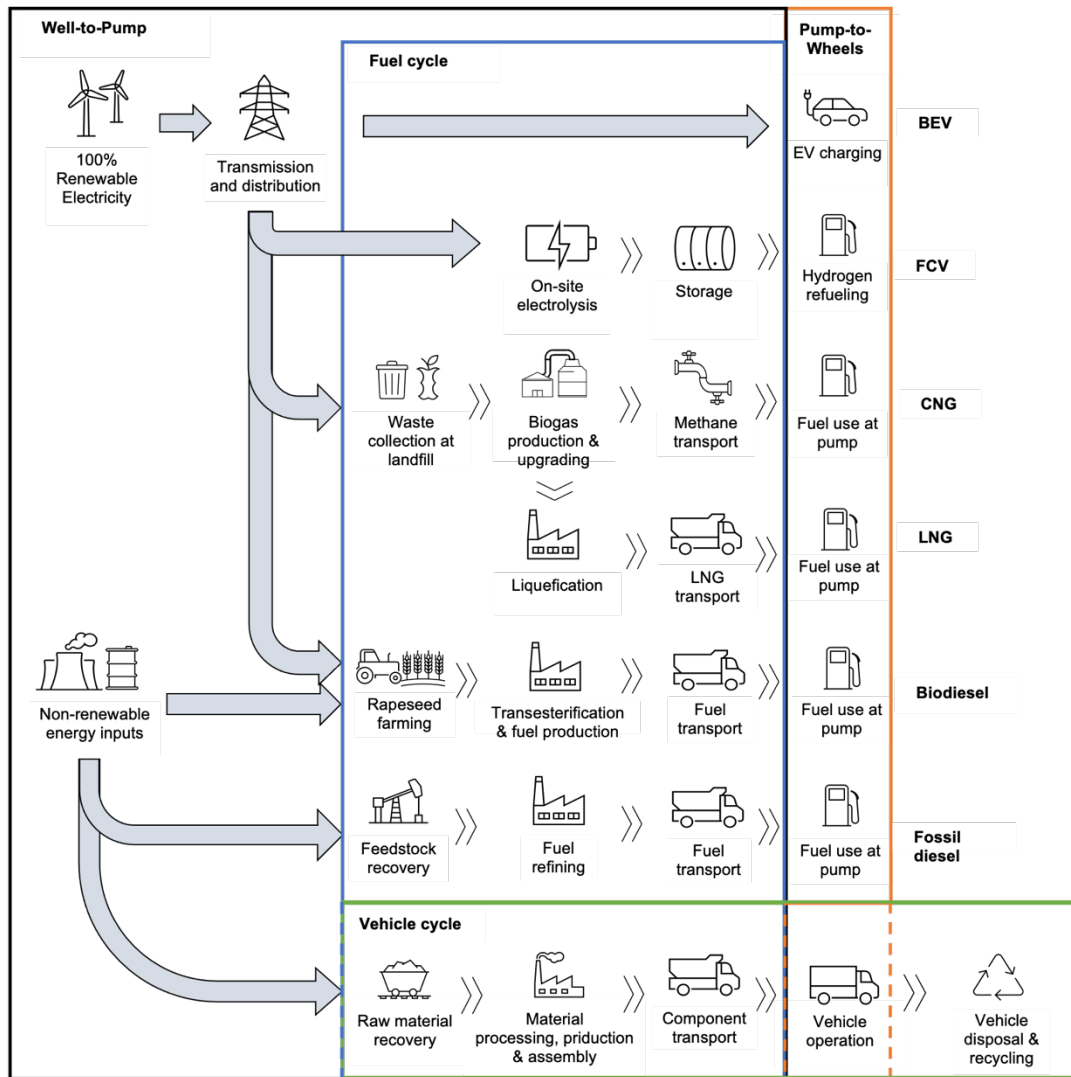 Well-to-Pump
Fuel cycle
Pump-to-
Wheels
100%
Renewable
Electricity
Transmission
and distribution
EV charging
BEV
On-site
electrolysis
Storage
Hydrogen
refueling
FCV
Waste
collection at
landfill
Biogas
production &
upgrading
Methane
transport
Fuel use at
pump
CNG
Liquefication
LNG
transport
Fuel use at
pump
LNG
Non-renewable
energy inputs
Rapeseed
farming
Transesterification
& fuel production
Fuel
transport
Fuel use at
pump
Biodiesel
Feedstock
recovery
Fuel
refining
Fuel
transport
Fuel use at
pump
Fossil
diesel
Vehicle cycle
Raw material
recovery
Material
processing, priduction
& assembly
Component
transport
Vehicle
operation
Vehicle
disposal &
recycling